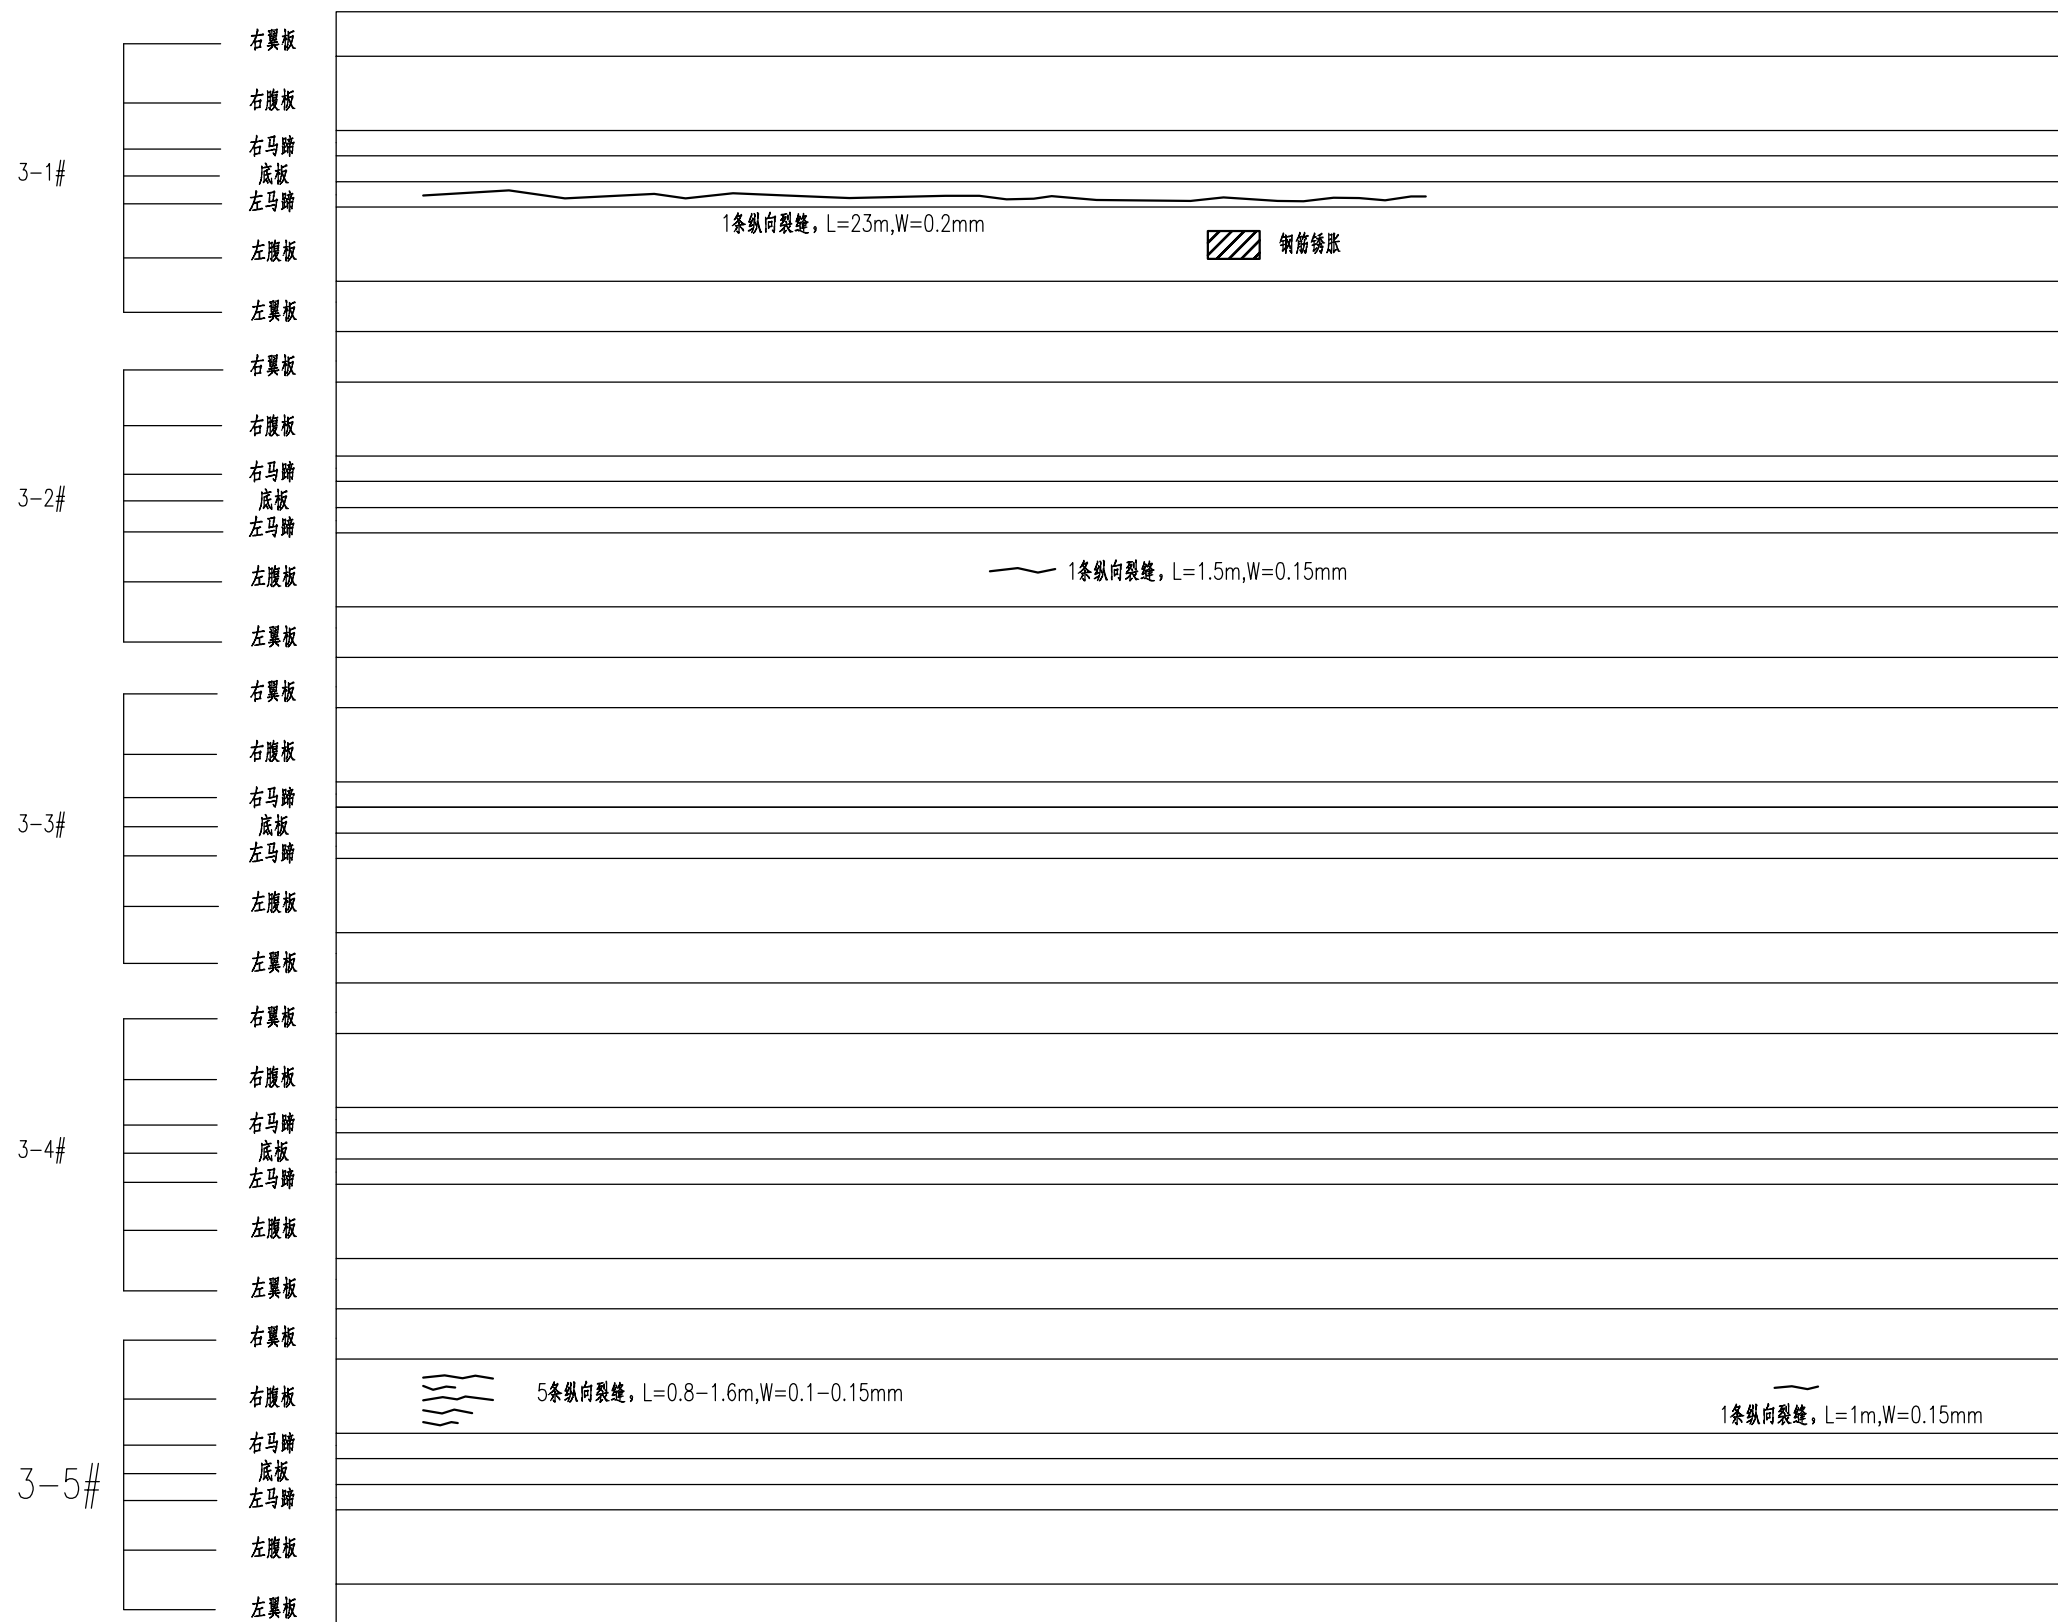 右翼板
右腹板
右马蹄
3-1#
底板
左马蹄
1条纵向裂缝，L=23m,W=0.2mm
钢筋锈胀
左腹板
左翼板
右翼板
右腹板
右马蹄
3-2#
底板
左马蹄
1条纵向裂缝，L=1.5m,W=0.15mm
左腹板
左翼板
右翼板
右腹板
右马蹄
3-3#
底板
左马蹄
左腹板
左翼板
右翼板
右腹板
右马蹄
3-4#
底板
左马蹄
左腹板
左翼板
右翼板
右腹板
5条纵向裂缝，L=0.8-1.6m,W=0.1-0.15mm
1条纵向裂缝，L=1m,W=0.15mm
右马蹄
底板
3-5#
左马蹄
左腹板
左翼板